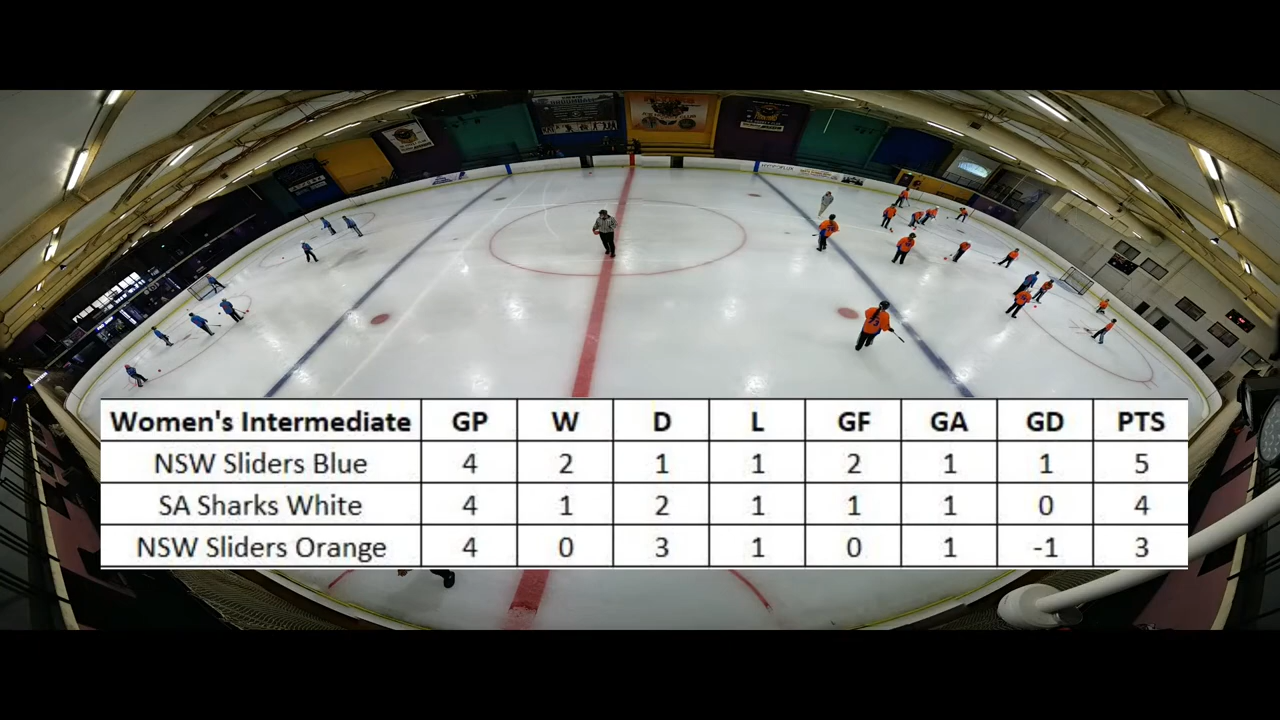 Women's Intermediate GP W D L GF GA GD PTS
NSW Sliders Blue 4 2 1 1 2 1 1 5
SA Sharks White 4 1 2 1 1 1 0 4
NSW Sliders Orange 4 0 3 1 0 1 -1 3